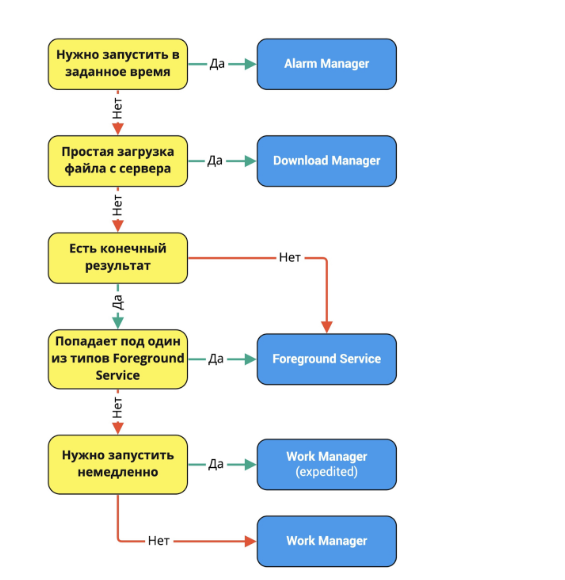 Нужно запустить в
заданное время
Да
Alarm Manager
Нет
Простая загрузка
файла с сервера
Да
Download Manager
Нет
Есть конечный
результат
Нет
Да
Попадает под один
из типов Foreground
Service
Да
Foreground Service
Нет
Нужно запустить
немедленно
Да
Work Manager
(expedited)
Нет
Work Manager